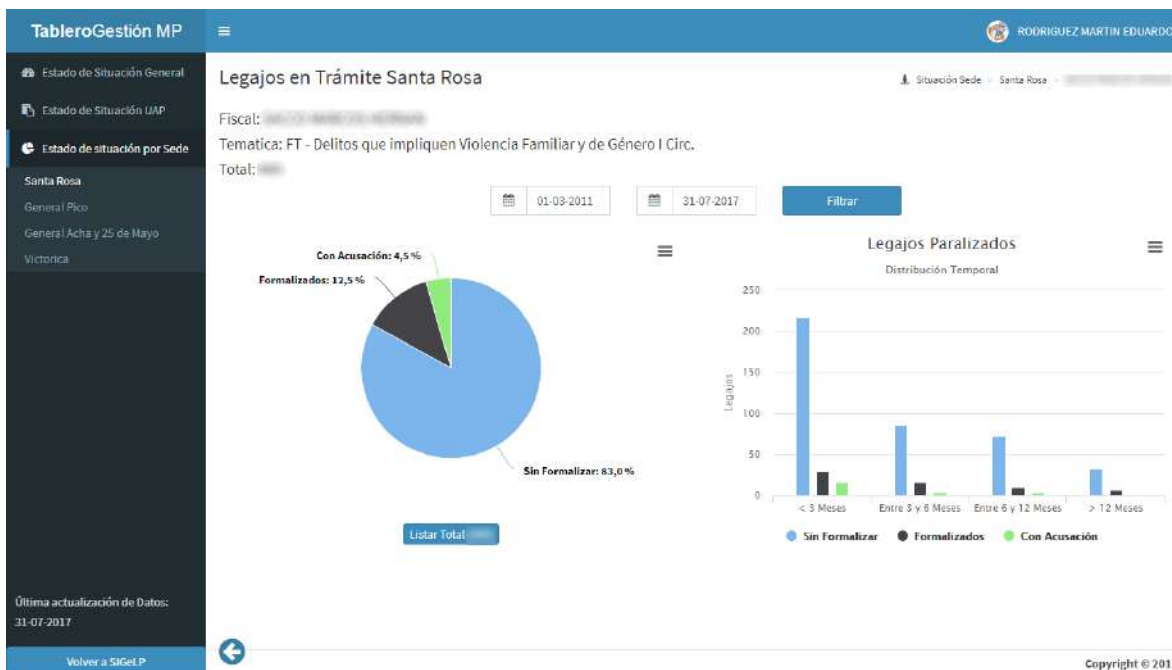 TableroGestión MP
RODRIGUEZ MARTIN EDUARDO
Estado de Situación General
Estado de Situación UAP
Estado de situación por Sede
Santa Rosa
General Pico
General Acha y 25 de Mayo
Victorica
Última actualización de Datos:
31-07-2017
Volver a SIGeLP
Legajos en Trámite Santa Rosa
Situación Sede > Santa Rosa >
Fiscal:
Tematica: FT - Delitos que impliquen Violencia Familiar y de Género I Circ.
Total:
01-03-2011
31-07-2017
Filtrar
Con Acusación: 4,5 %
Formalizados: 12,5 %
Sin Formalizar: 83,0 %
Listar Total
Legajos Paralizados
Distribución Temporal
Legajos
250
200
150
100
50
0
< 3 Meses
Entre 3 y 6 Meses
Entre 6 y 12 Meses
> 12 Meses
Sin Formalizar
Formalizados
Con Acusación
Copyright © 201